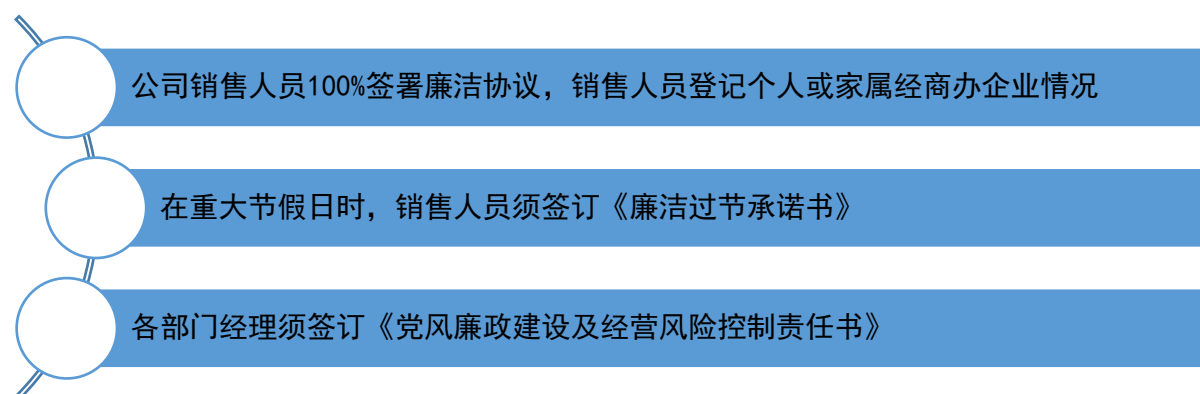 公司销售人员100%签署廉洁协议，销售人员登记个人或家属经商办企业情况
在重大节假日时，销售人员须签订《廉洁过节承诺书》
各部门经理须签订《党风廉政建设及经营风险控制责任书》